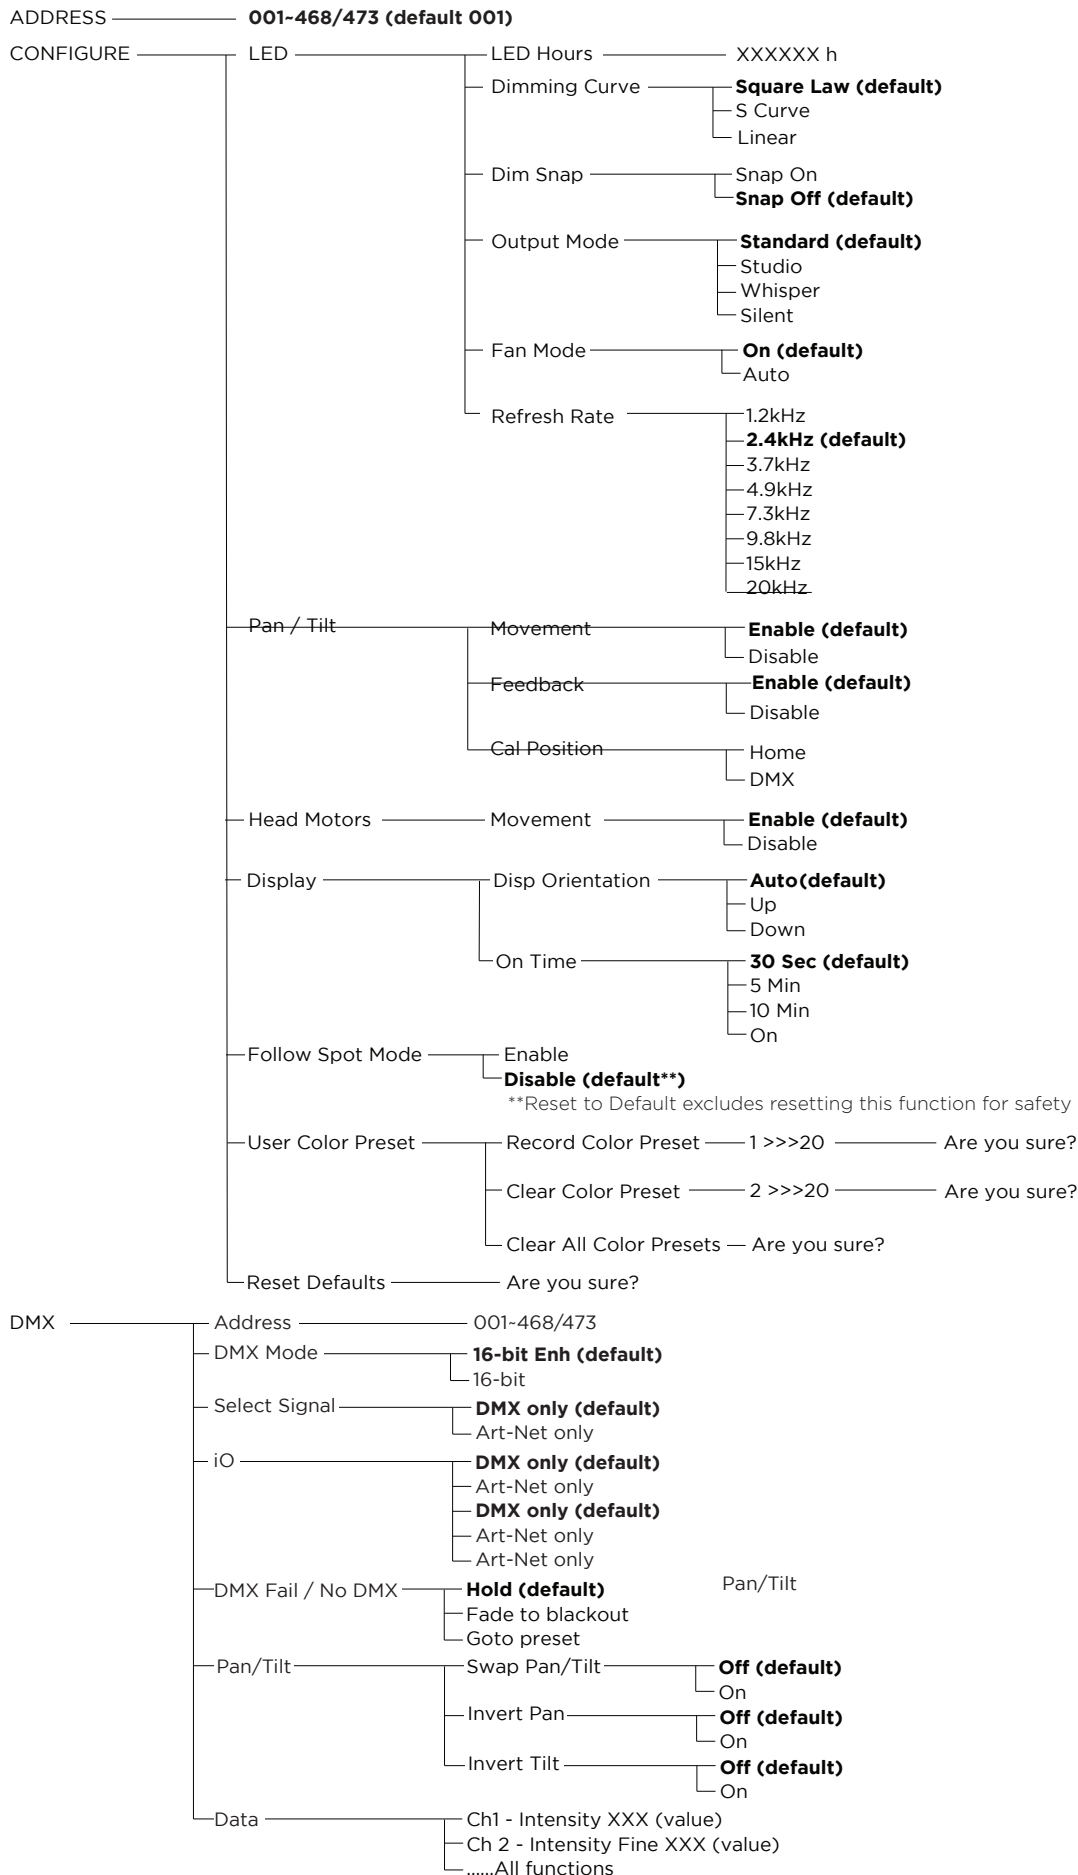 ADDRESS 001~468/473 (default 001)
CONFIGURE LED LED Hours XXXXXX h
Dimming Curve Square Law (default)
S Curve
Linear
Dim Snap Snap On
Snap Off (default)
Output Mode Standard (default)
Studio
Whisper
Silent
Fan Mode On (default)
Auto
Refresh Rate 1.2kHz
2.4kHz (default)
3.7kHz
4.9kHz
7.3kHz
9.8kHz
15kHz
20kHz
Pan / Tilt Movement Enable (default)
Disable
Feedback Enable (default)
Disable
Cal Position Home
DMX
Head Motors Movement Enable (default)
Disable
Display Disp Orientation Auto(default)
Up
Down
On Time 30 Sec (default)
5 Min
10 Min
On
Follow Spot Mode Enable
Disable (default**)
**Reset to Default excludes resetting this function for safety
User Color Preset Record Color Preset 1 >>>20 Are you sure?
Clear Color Preset 2 >>>20 Are you sure?
Clear All Color Presets Are you sure?
Reset Defaults Are you sure?
DMX Address 001~468/473
DMX Mode 16-bit Enh (default)
16-bit
Select Signal DMX only (default)
Art-Net only
iO DMX only (default)
Art-Net only
DMX only (default)
Art-Net only
Art-Net only
DMX Fail / No DMX Hold (default) Pan/Tilt
Fade to blackout
Goto preset
Pan/Tilt Swap Pan/Tilt Off (default)
On
Invert Pan Off (default)
On
Invert Tilt Off (default)
On
Data Ch1 - Intensity XXX (value)
Ch 2 - Intensity Fine XXX (value)
......All functions